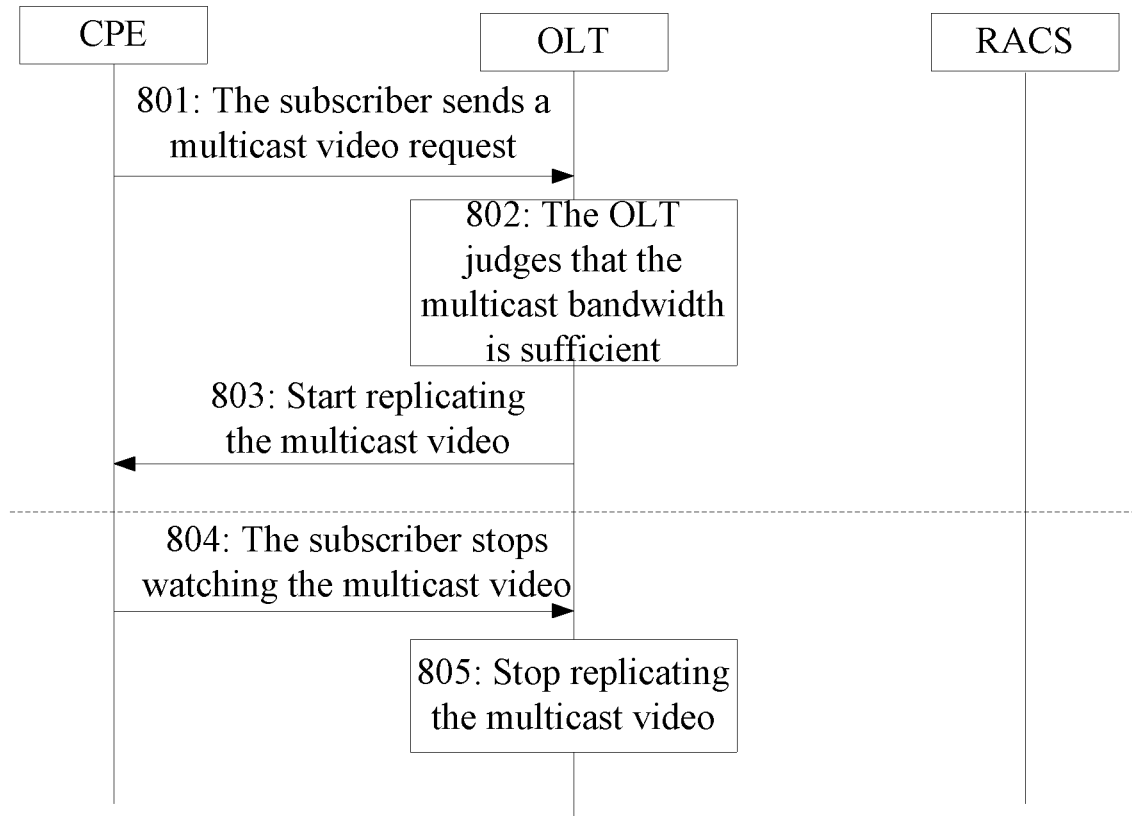 CPE
OLT
RACS
801: The subscriber sends a
multicast video request
802: The OLT
judges that the
multicast bandwidth
is sufficient
803: Start replicating
the multicast video
804: The subscriber stops
watching the multicast video
805: Stop replicating
the multicast video